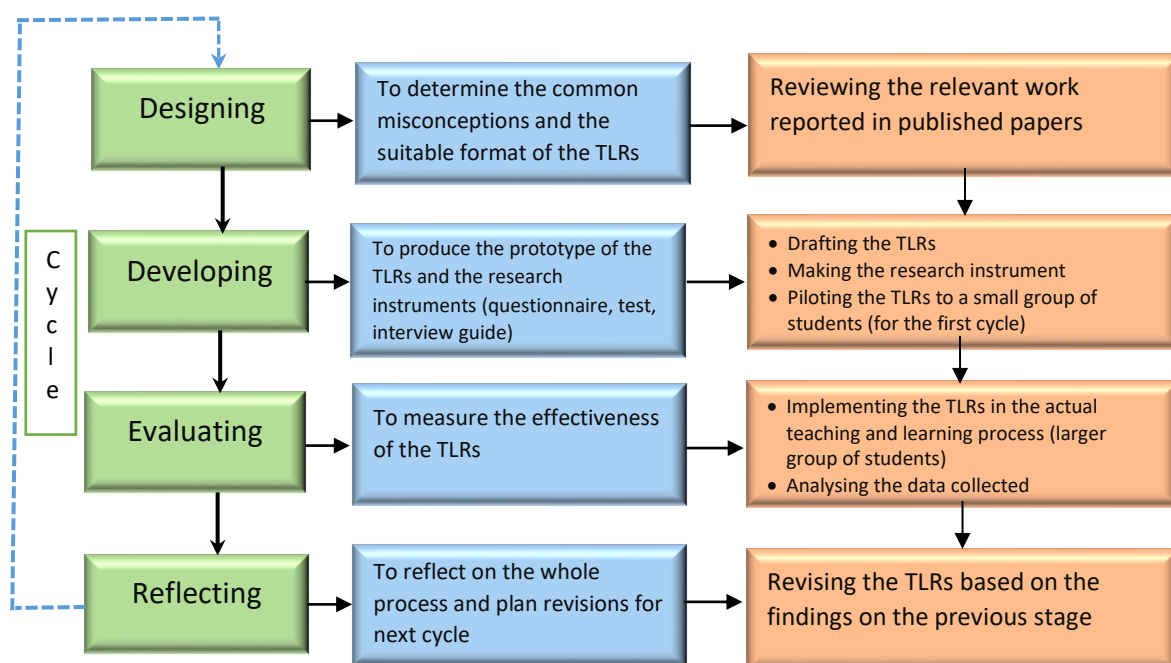 Designing
To determine the common
misconceptions and the
suitable format of the TLRs
Reviewing the relevant work
reported in published papers
C
y
c
l
e
Developing
To produce the prototype of the
TLRs and the research
instruments (questionnaire, test,
interview guide)
• Drafting the TLRs
• Making the research instrument
• Piloting the TLRs to a small group of
students (for the first cycle)
Evaluating
To measure the effectiveness
of the TLRs
• Implementing the TLRs in the actual
teaching and learning process (larger
group of students)
• Analysing the data collected
Reflecting
To reflect on the whole
process and plan revisions for
next cycle
Revising the TLRs based on the
findings on the previous stage